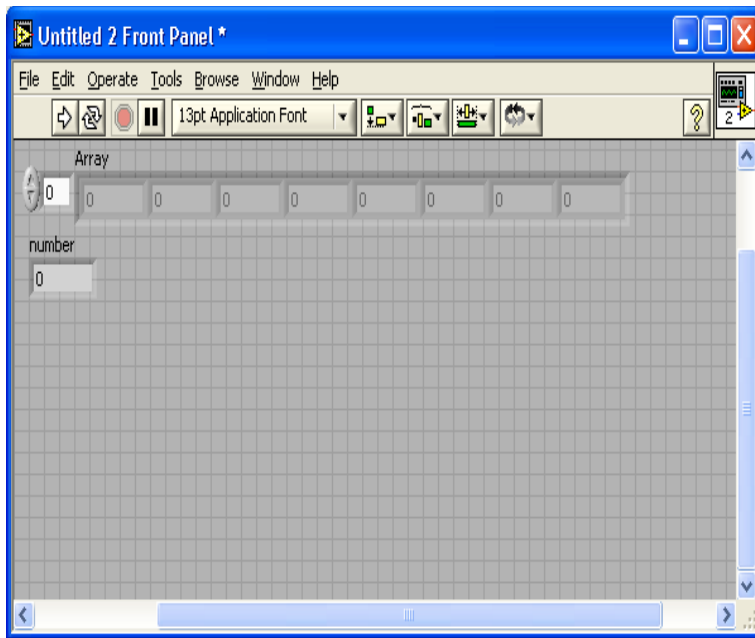 Untitled 2 Front Panel *
File Edit Operate Tools Browse Window Help
13pt Application Font ? 2
Array
0 0 0 0 0 0 0 0 0
number
0